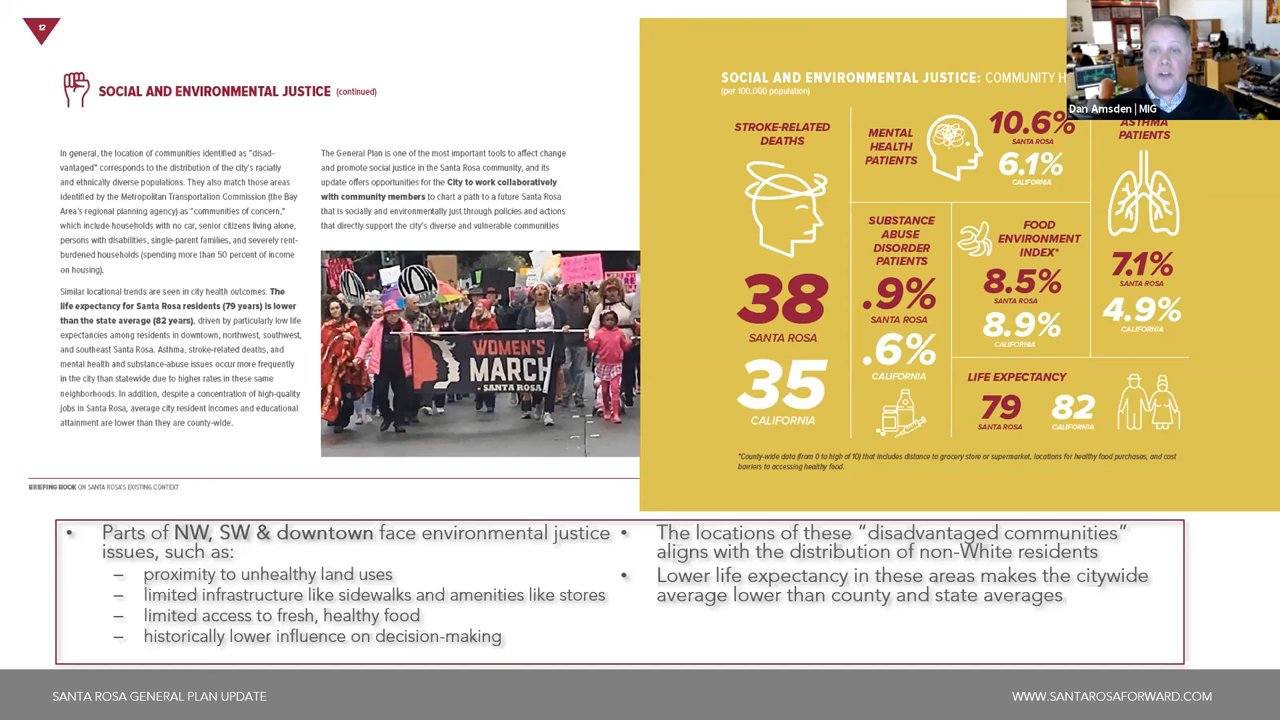 12
SOCIAL AND ENVIRONMENTAL JUSTICE (continued)
In general, the location of communities identified as "disad-
vantaged" corresponds to the distribution of the city's racially
and ethnically diverse populations. They also match those areas
identified by the Metropolitan Transportation Commission (the Bay
Area's regional planning agency) as "communities of concern,"
which include households with no car, senior citizens living alone,
persons with disabilities, single-parent families, and severely rent-
burdened households (spending more than 50 percent of income
on housing).
Similar locational trends are seen in city health outcomes. The
life expectancy for Santa Rosa residents (79 years) is lower
than the state average (82 years), driven by particularly low life
expectancies among residents in downtown, northwest, southwest,
and southeast Santa Rosa. Asthma, stroke-related deaths, and
mental health and substance-abuse issues occur more frequently
in the city than statewide due to higher rates in these same
neighborhoods. In addition, despite a concentration of high-quality
jobs in Santa Rosa, average city resident incomes and educational
attainment are lower than they are county-wide.
The General Plan is one of the most important tools to affect change
and promote social justice in the Santa Rosa community, and its
update offers opportunities for the City to work collaboratively
with community members to chart a path to a future Santa Rosa
that is socially and environmentally just through policies and actions
that directly support the city's diverse and vulnerable communities
WOMEN'S
MARCH
- SANTA ROSA
BRIEFING BOOK ON SANTA ROSA'S EXISTING CONTEXT
SOCIAL AND ENVIRONMENTAL JUSTICE: COMMUNITY H
(per 100,000 population)
Dan Amsden | MIG
STROKE-RELATED
DEATHS
38
SANTA ROSA
35
CALIFORNIA
MENTAL
HEALTH
PATIENTS
10.6%
SANTA ROSA
6.1%
CALIFORNIA
SUBSTANCE
ABUSE
DISORDER
PATIENTS
.9%
SANTA ROSA
.6%
CALIFORNIA
FOOD
ENVIRONMENT
INDEX*
8.5%
SANTA ROSA
8.9%
CALIFORNIA
ASTHMA
PATIENTS
7.1%
SANTA ROSA
4.9%
CALIFORNIA
LIFE EXPECTANCY
79
SANTA ROSA
82
CALIFORNIA
*County-wide data (from 0 to high of 10) that includes distance to grocery store or supermarket, locations for healthy food purchases, and cost
barriers to accessing healthy food.
• Parts of NW, SW & downtown face environmental justice
issues, such as:
– proximity to unhealthy land uses
– limited infrastructure like sidewalks and amenities like stores
– limited access to fresh, healthy food
– historically lower influence on decision-making
• The locations of these “disadvantaged communities”
aligns with the distribution of non-White residents
• Lower life expectancy in these areas makes the citywide
average lower than county and state averages
SANTA ROSA GENERAL PLAN UPDATE
WWW.SANTAROSAFORWARD.COM